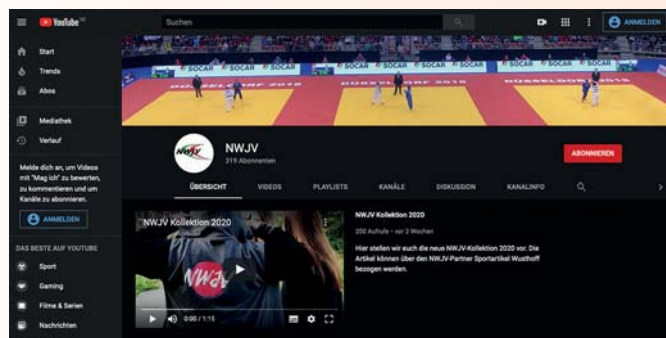 YouTube DE
Suchen
ANMELDEN
Start
Trends
Abos
Mediathek
Verlauf
Melde dich an, um Videos
mit "Mag ich" zu bewerten,
zu kommentieren und um
Kanäle zu abonnieren.
ANMELDEN
DAS BESTE AUF YOUTUBE
Sport
Gaming
Filme & Serien
Nachrichten
SOCAR SOCAR SOCAR SOCAR SOCAR
DÜSSELDORF 2018
NWJV
NWJV
319 Abonnenten
ABONNIEREN
ÜBERSICHT VIDEOS PLAYLISTS KANÄLE DISKUSSION KANALINFO
NWJV Kollektion 2020
NWJV
0:00 / 1:15
NWJV Kollektion 2020
250 Aufrufe • vor 2 Wochen
Hier stellen wir euch die neue NWJV-Kollektion 2020 vor. Die
Artikel können über den NWJV-Partner Sportartikel Wusthoff
bezogen werden.